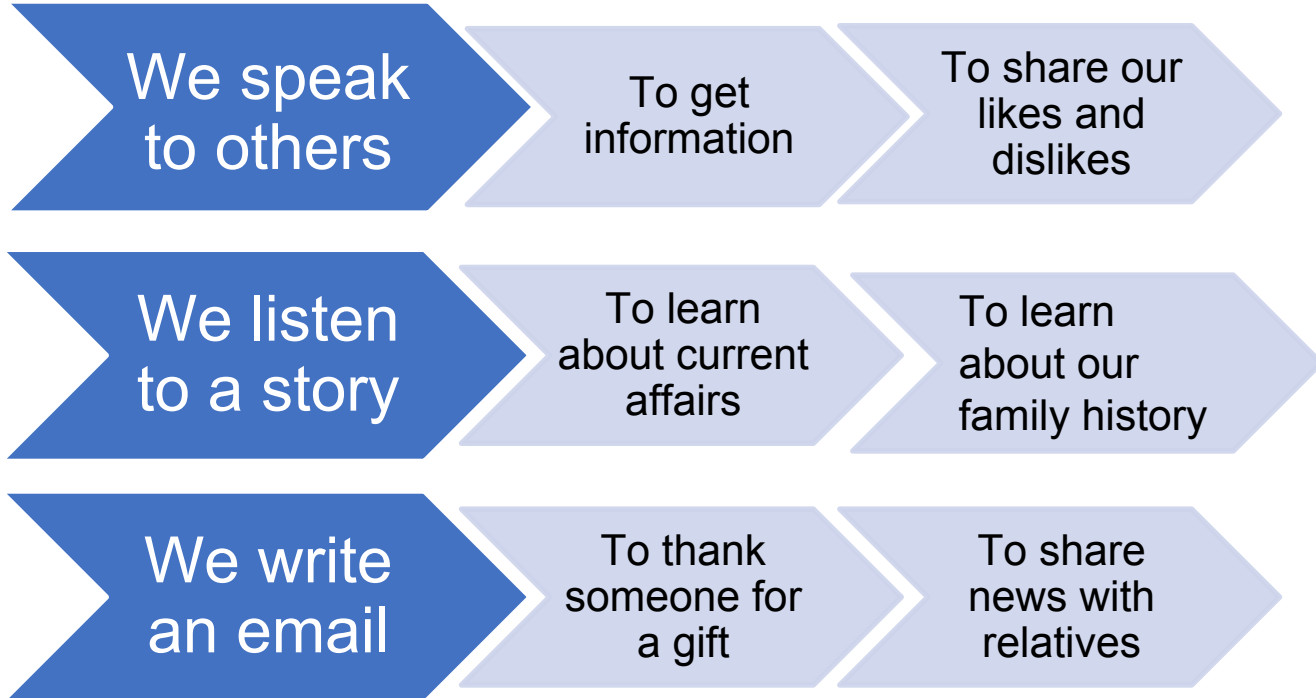 We speak
to others
To get
information
To share our
likes and
dislikes
We listen
to a story
To learn
about current
affairs
To learn
about our
family history
We write
an email
To thank
someone for
a gift
To share
news with
relatives